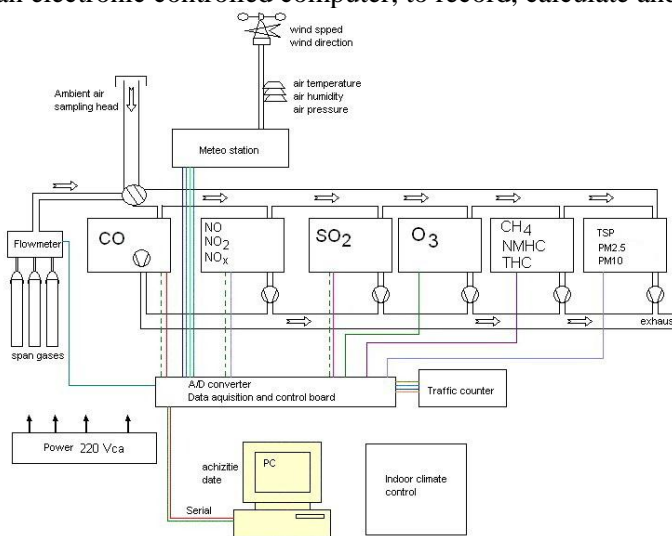 an electronic controlled computer, to record, calculate and
wind spped
wind direction
air temperature
air humidity
air pressure
Ambient air
sampling head
Meteo station
Flowmeter
CO
NO
NO2
NOx
SO2
O3
CH4
NMHC
THC
TSP
PM2.5
PM10
span gases
exhaus
A/D converter
Data aquisition and control board
Traffic counter
Power 220 Vca
achizitie
date
PC
Serial
Indoor climate
control